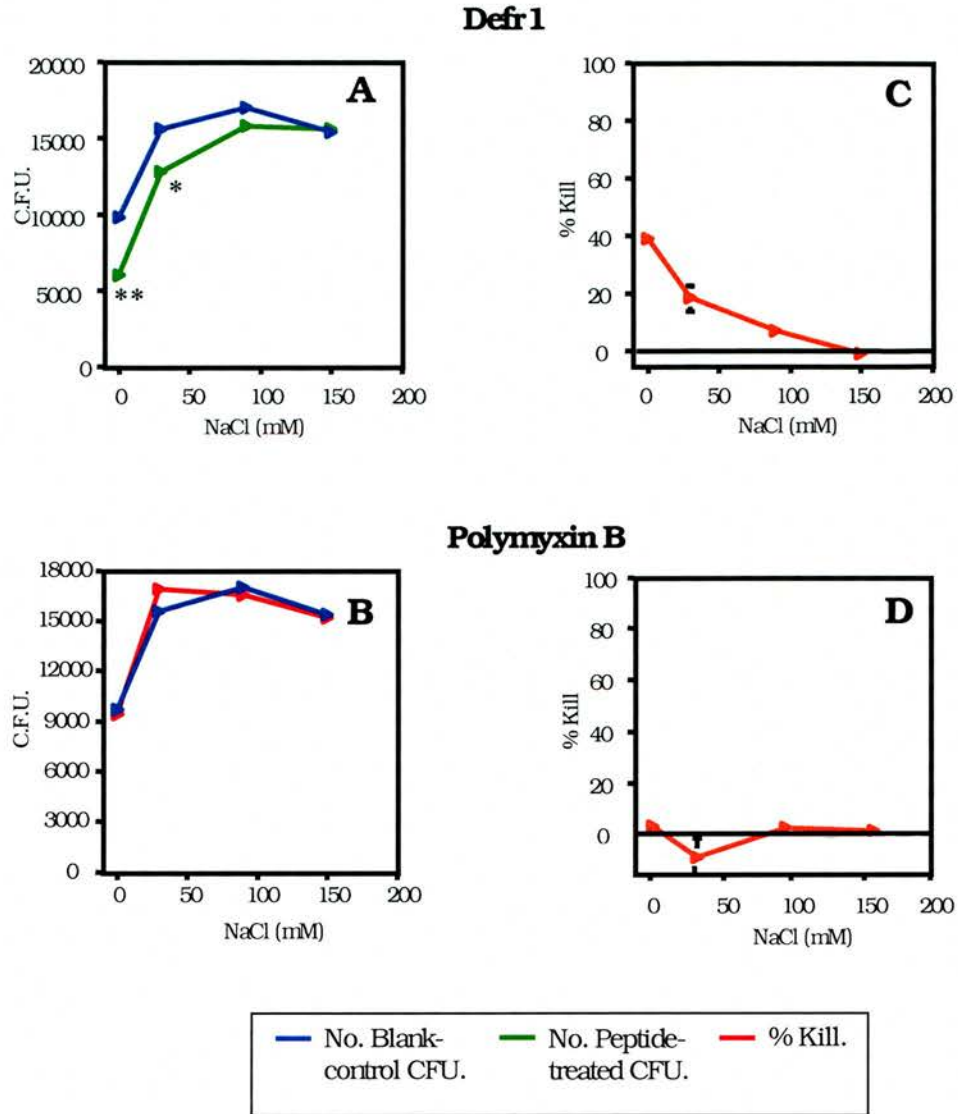 Defr 1
A
20000
15000
10000
5000
0
C.F.U.
*
**
0 50 100 150 200
NaCl (mM)
C
100
80
60
40
20
0
% Kill
0 50 100 150 200
NaCl (mM)
Polymyxin B
B
18000
15000
12000
9000
6000
3000
0
C.F.U.
0 50 100 150 200
NaCl (mM)
D
100
80
60
40
20
0
% Kill
0 50 100 150 200
NaCl (mM)
No. Blank-
control CFU.
No. Peptide-
treated CFU.
% Kill.